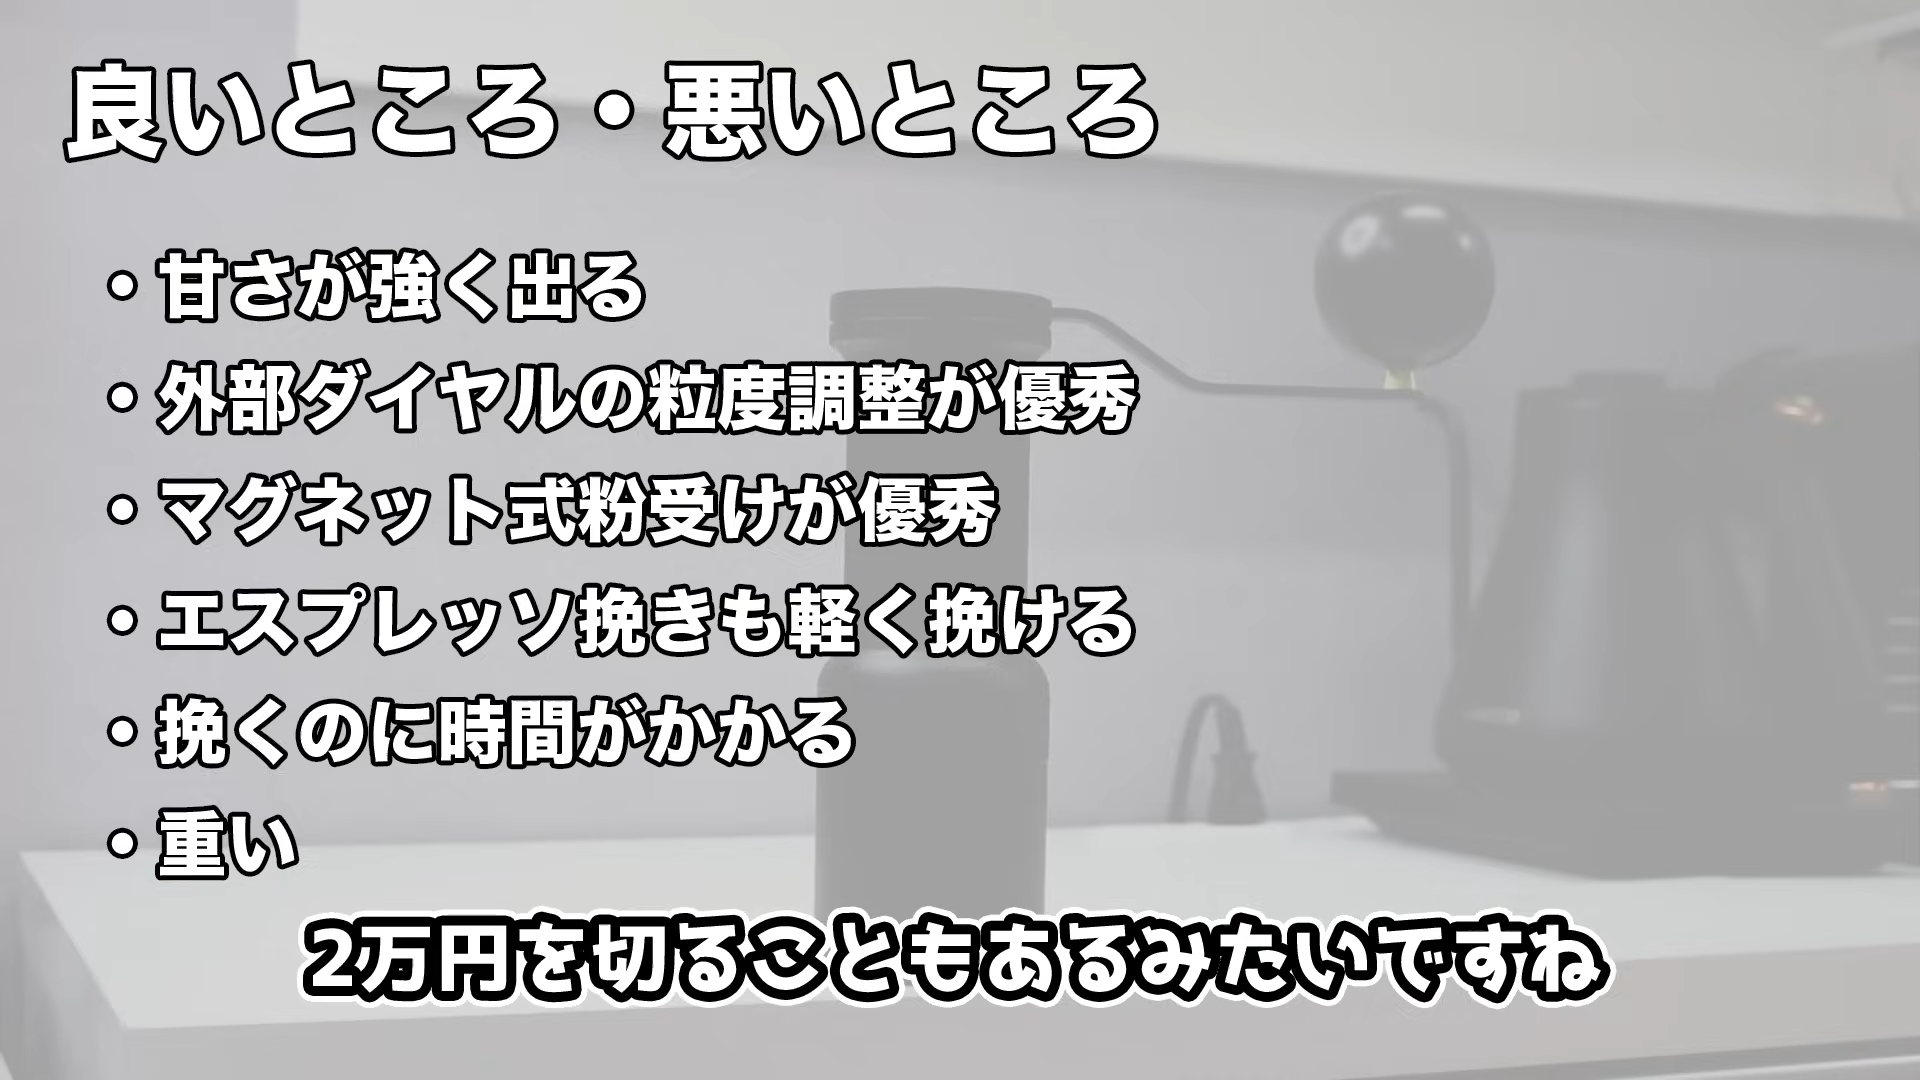 良いところ・悪いところ
・甘さが強く出る
・外部ダイヤルの粒度調整が優秀
・マグネット式粉受けが優秀
・エスプレッソ挽きも軽く挽ける
・挽くのに時間がかかる
・重い
2万円を切ることもあるみたいですね